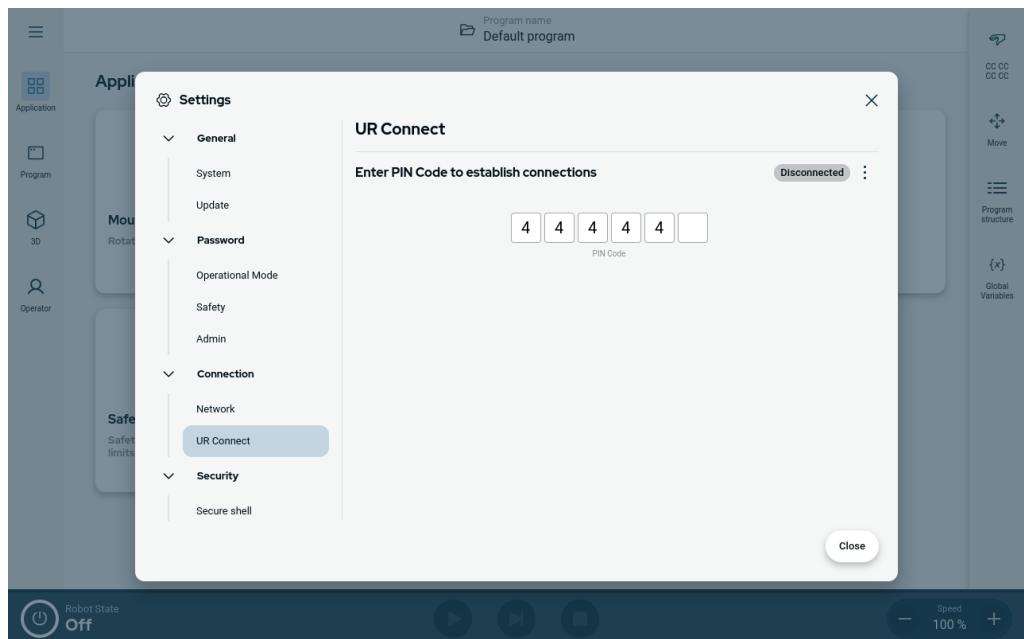 Program name
Default program
Application
Program
3D
Operator
Appli
Mou
Rotat
Safe
Safet
limits
Settings
General
System
Update
Password
Operational Mode
Safety
Admin
Connection
Network
UR Connect
Security
Secure shell
UR Connect
Enter PIN Code to establish connections
Disconnected
4 4 4 4 4
PIN Code
Close
CC CC
CC CC
Move
Program
structure
{x}
Global
Variables
Robot State
Off
Speed
100 %